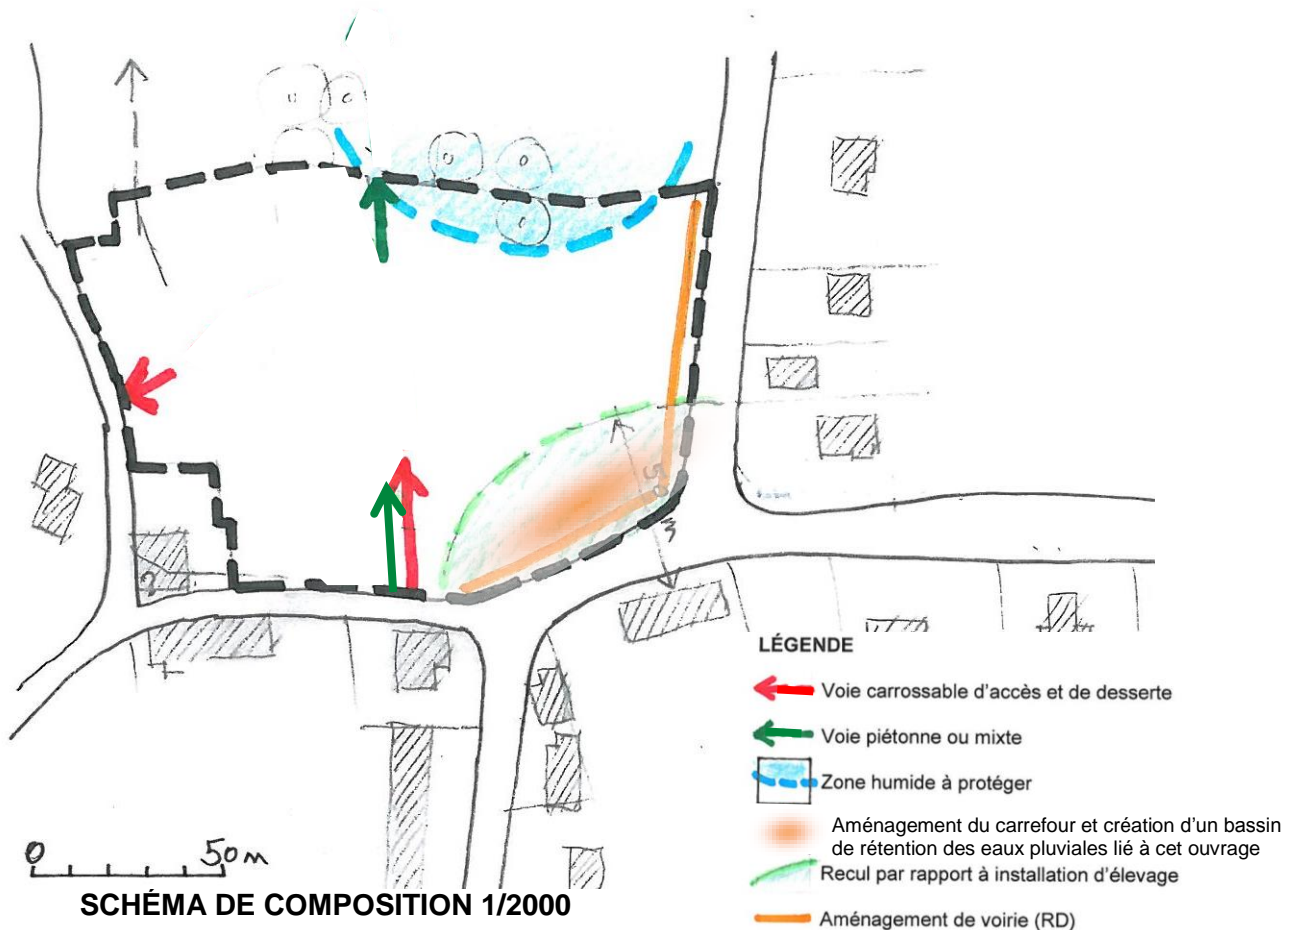 50 m
2
LÉGENDE
Voie carrossable d'accès et de desserte
Voie piétonne ou mixte
Zone humide à protéger
Aménagement du carrefour et création d'un bassin
de rétention des eaux pluviales lié à cet ouvrage
Recul par rapport à installation d'élevage
Aménagement de voirie (RD)
0 50m
SCHÉMA DE COMPOSITION 1/2000